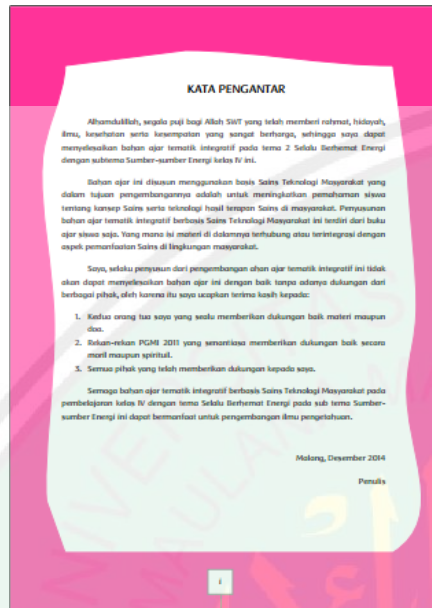 KATA PENGANTAR
Alhamdulillah, segala puji bagi Allah SWT yang telah memberi rahmat, hidayah,
ilmu, kesehatan serta kesempatan yang sangat berharga, sehingga saya dapat
menyelesaikan bahan ajar tematik integratif pada tema 2 Selalu Berhemat Energi
dengan subtema Sumber-sumber Energi kelas IV ini.
Bahan ajar ini disusun menggunakan basis Sains Teknologi Masyarakat yang
dalam tujuan pengembangannya adalah untuk meningkatkan pemahaman siswa
tentang konsep Sains serta teknologi hasil terapan Sains di masyarakat. Penyusunan
bahan ajar tematik integratif berbasis Sains Teknologi Masyarakat ini terdiri dari buku
ajar siswa saja. Yang mana isi materi di dalamnya terhubung atau terintegrasi dengan
aspek pemanfaatan Sains di lingkungan masyarakat.
Saya, selaku penyusun dari pengembangan ahan ajar tematik integratif ini tidak
akan dapat menyelesaikan bahan ajar ini dengan baik tanpa adanya dukungan dari
berbagai pihak, oleh karena itu saya ucapkan terima kasih kepada:
1. Kedua orang tua saya yang sealu memberikan dukungan baik materi maupun
doa.
2. Rekan-rekan PGMI 2011 yang senantiasa memberikan dukungan baik secara
moril maupun spirituil.
3. Semua pihak yang telah memberikan dukungan kepada saya.
Semoga bahan ajar tematik integratif berbasis Sains Teknologi Masyarakat pada
pembelajaran kelas IV dengan tema Selalu Berhemat Energi pada sub tema Sumber-
sumber Energi ini dapat bermanfaat untuk pengembangan ilmu pengetahuan.
Malang, Desember 2014
Penulis
i